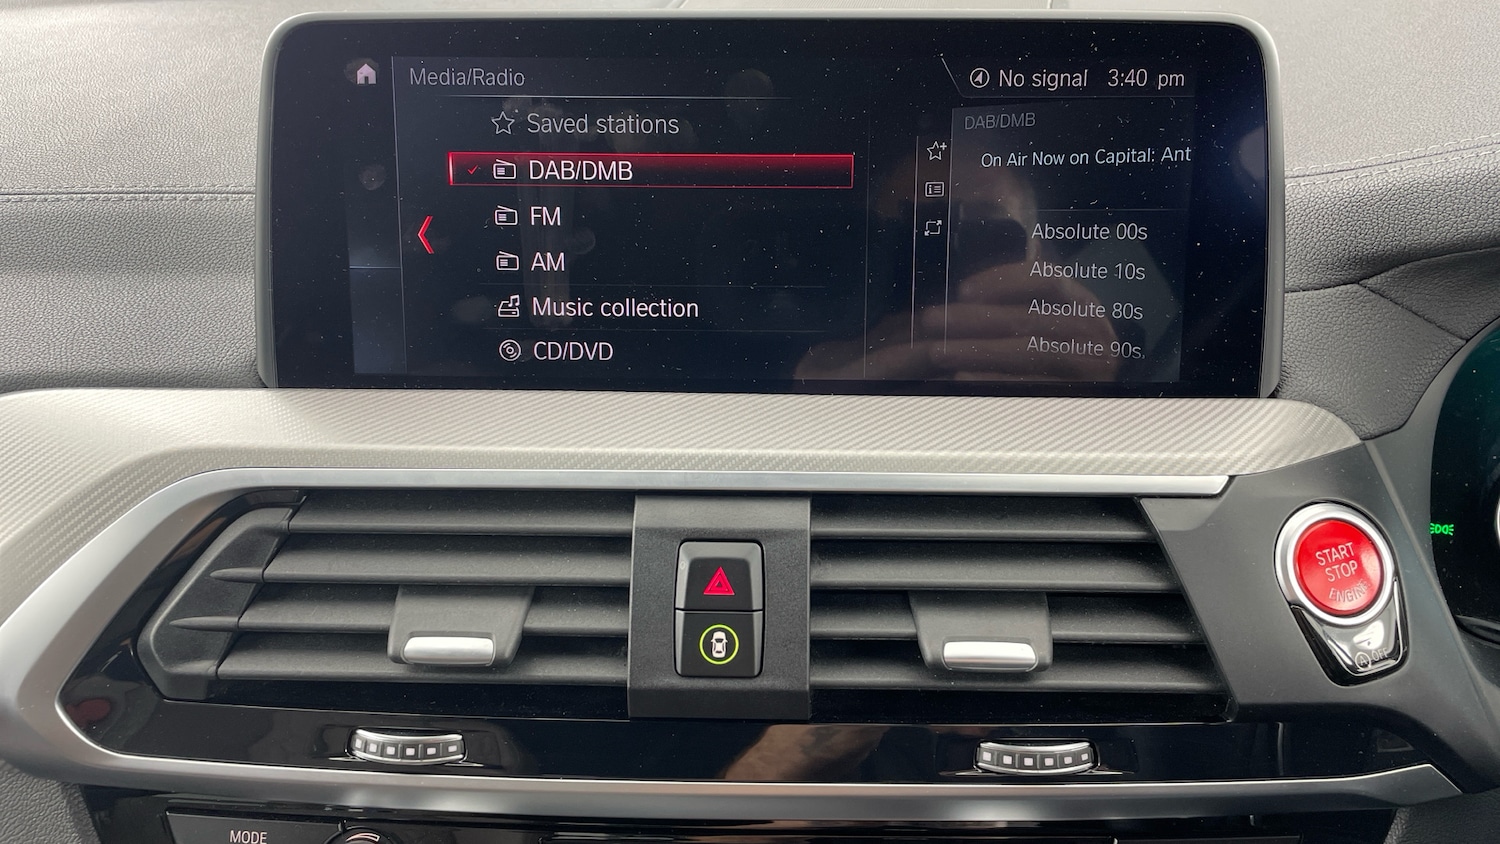 Media/Radio
No signal 3:40 pm
Saved stations
DAB/DMB
FM
AM
Music collection
CD/DVD
DAB/DMB
On Air Now on Capital: Ant
Absolute 00s
Absolute 10s
Absolute 80s
Absolute 90s
START
STOP
ENGINE
A OFF
MODE